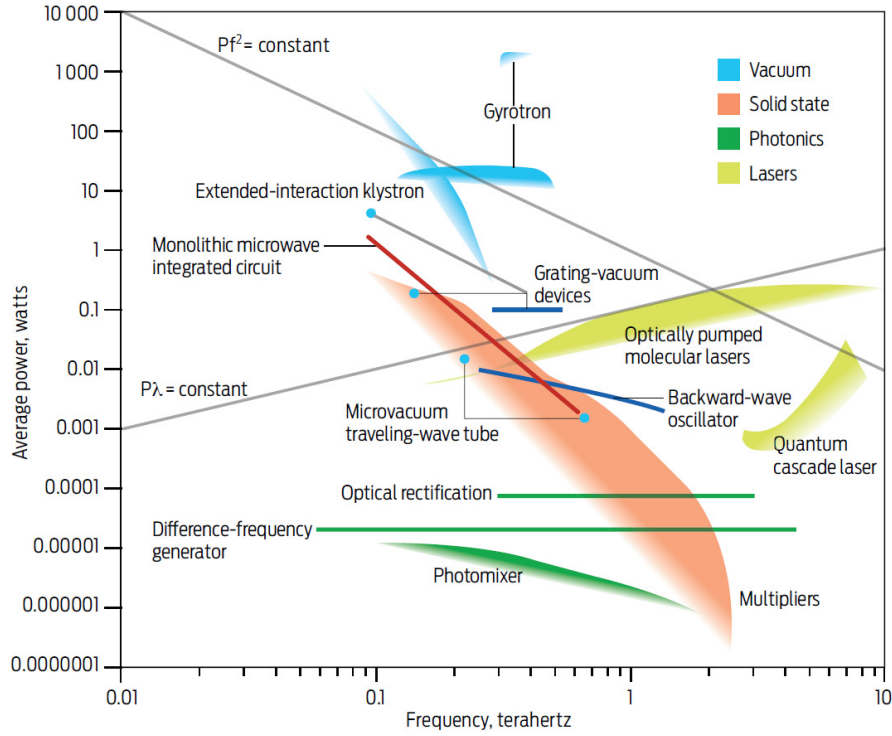 10 000
1000
100
10
1
0.1
0.01
0.001
0.0001
0.00001
0.000001
0.0000001
Average power, watts
0.01
0.1
1
10
Frequency, terahertz
Pf² = constant
Gyrotron
Vacuum
Solid state
Photonics
Lasers
Extended-interaction klystron
Monolithic microwave
integrated circuit
Grating-vacuum
devices
Optically pumped
molecular lasers
Pλ = constant
Microvacuum
traveling-wave tube
Backward-wave
oscillator
Quantum
cascade laser
Optical rectification
Difference-frequency
generator
Photomixer
Multipliers